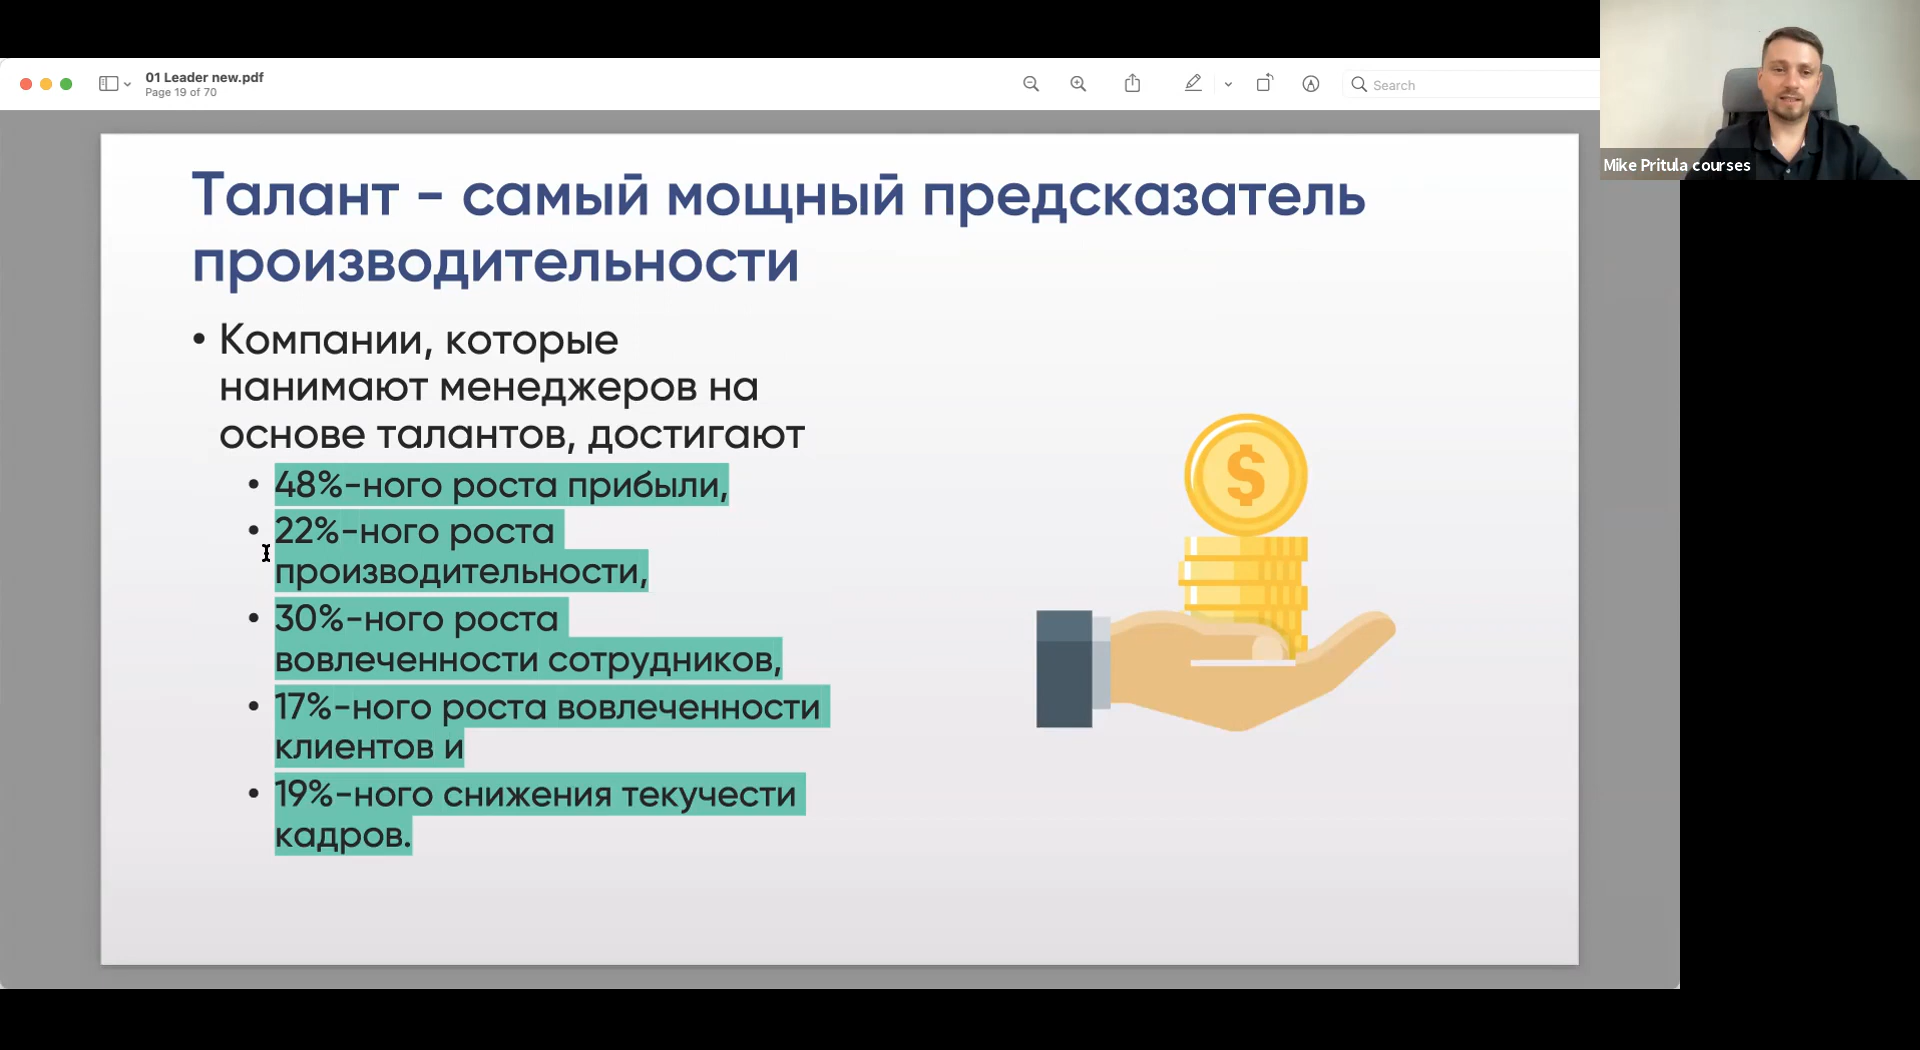 01 Leader new.pdf
Page 19 of 70
Search
Mike Pritula courses
Талант - самый мощный предсказатель
производительности
• Компании, которые
нанимают менеджеров на
основе талантов, достигают
• 48%-ного роста прибыли,
• 22%-ного роста
производительности,
• 30%-ного роста
вовлеченности сотрудников,
• 17%-ного роста вовлеченности
клиентов и
• 19%-ного снижения текучести
кадров.
$